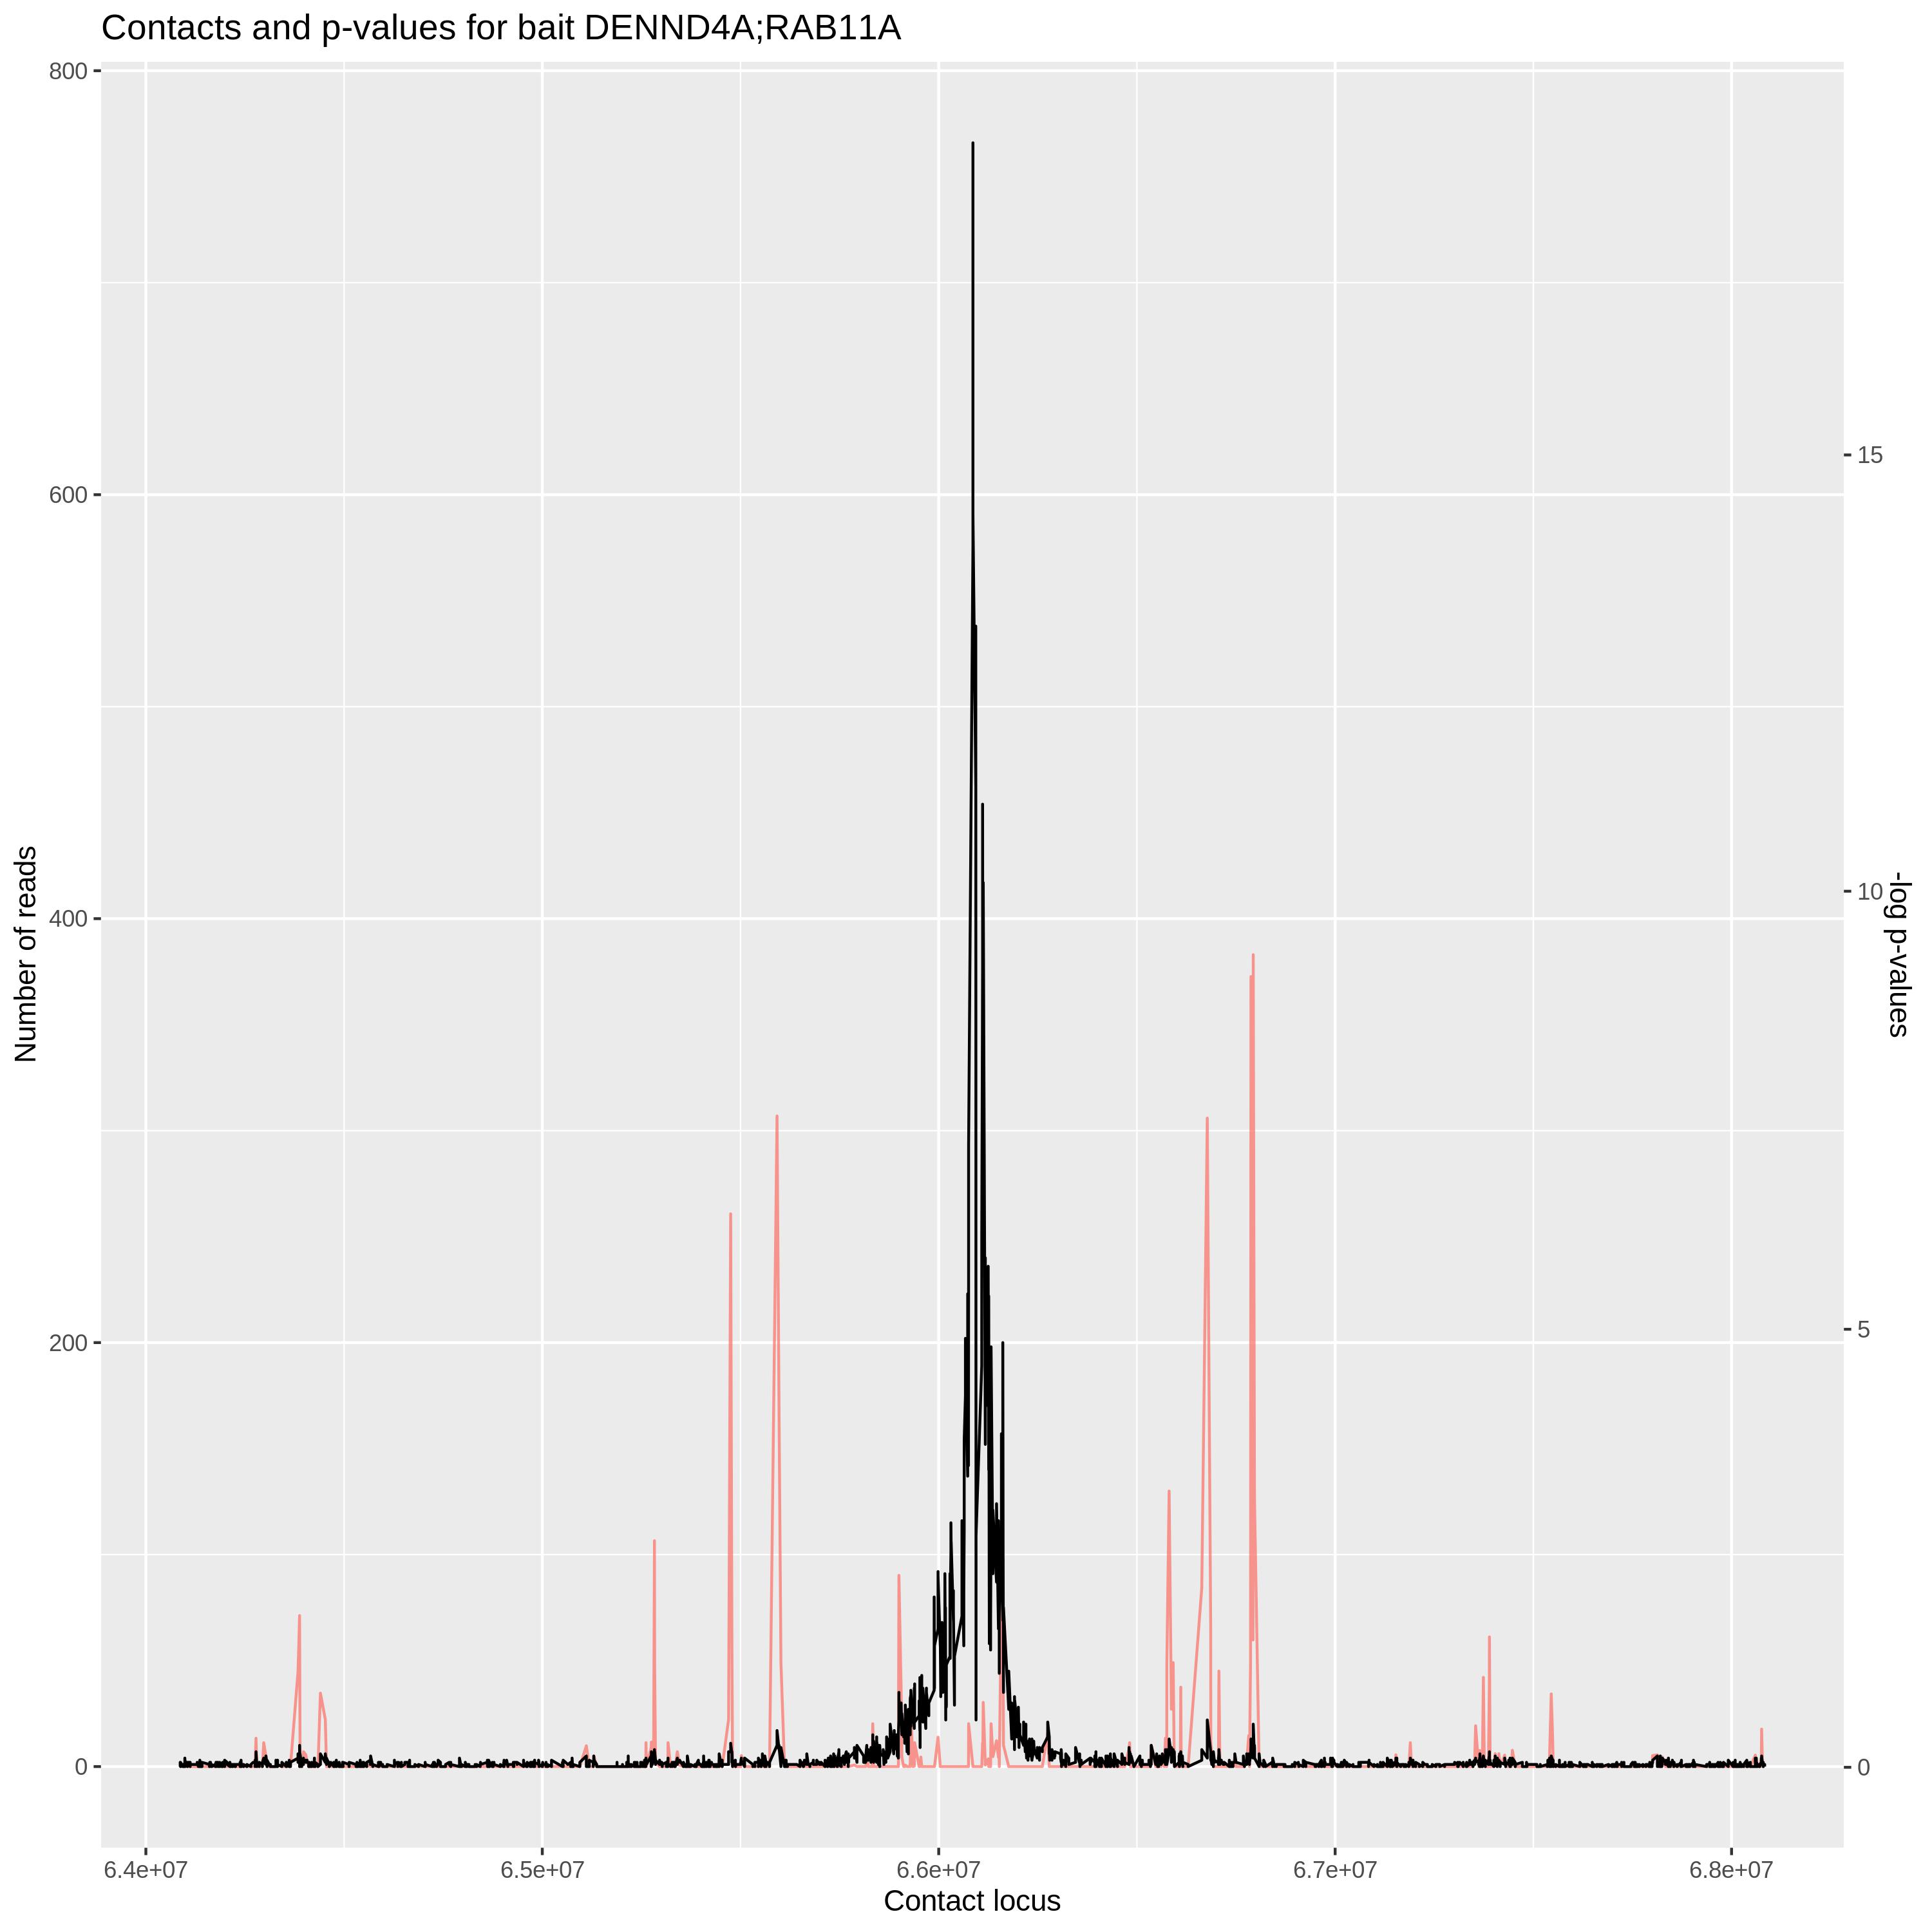 Contacts and p-values for bait DENND4A;RAB11A
800
600
400
200
0
Number of reads
15
10
5
0
-log p-values
6.4e+07 6.5e+07 6.6e+07 6.7e+07 6.8e+07
Contact locus